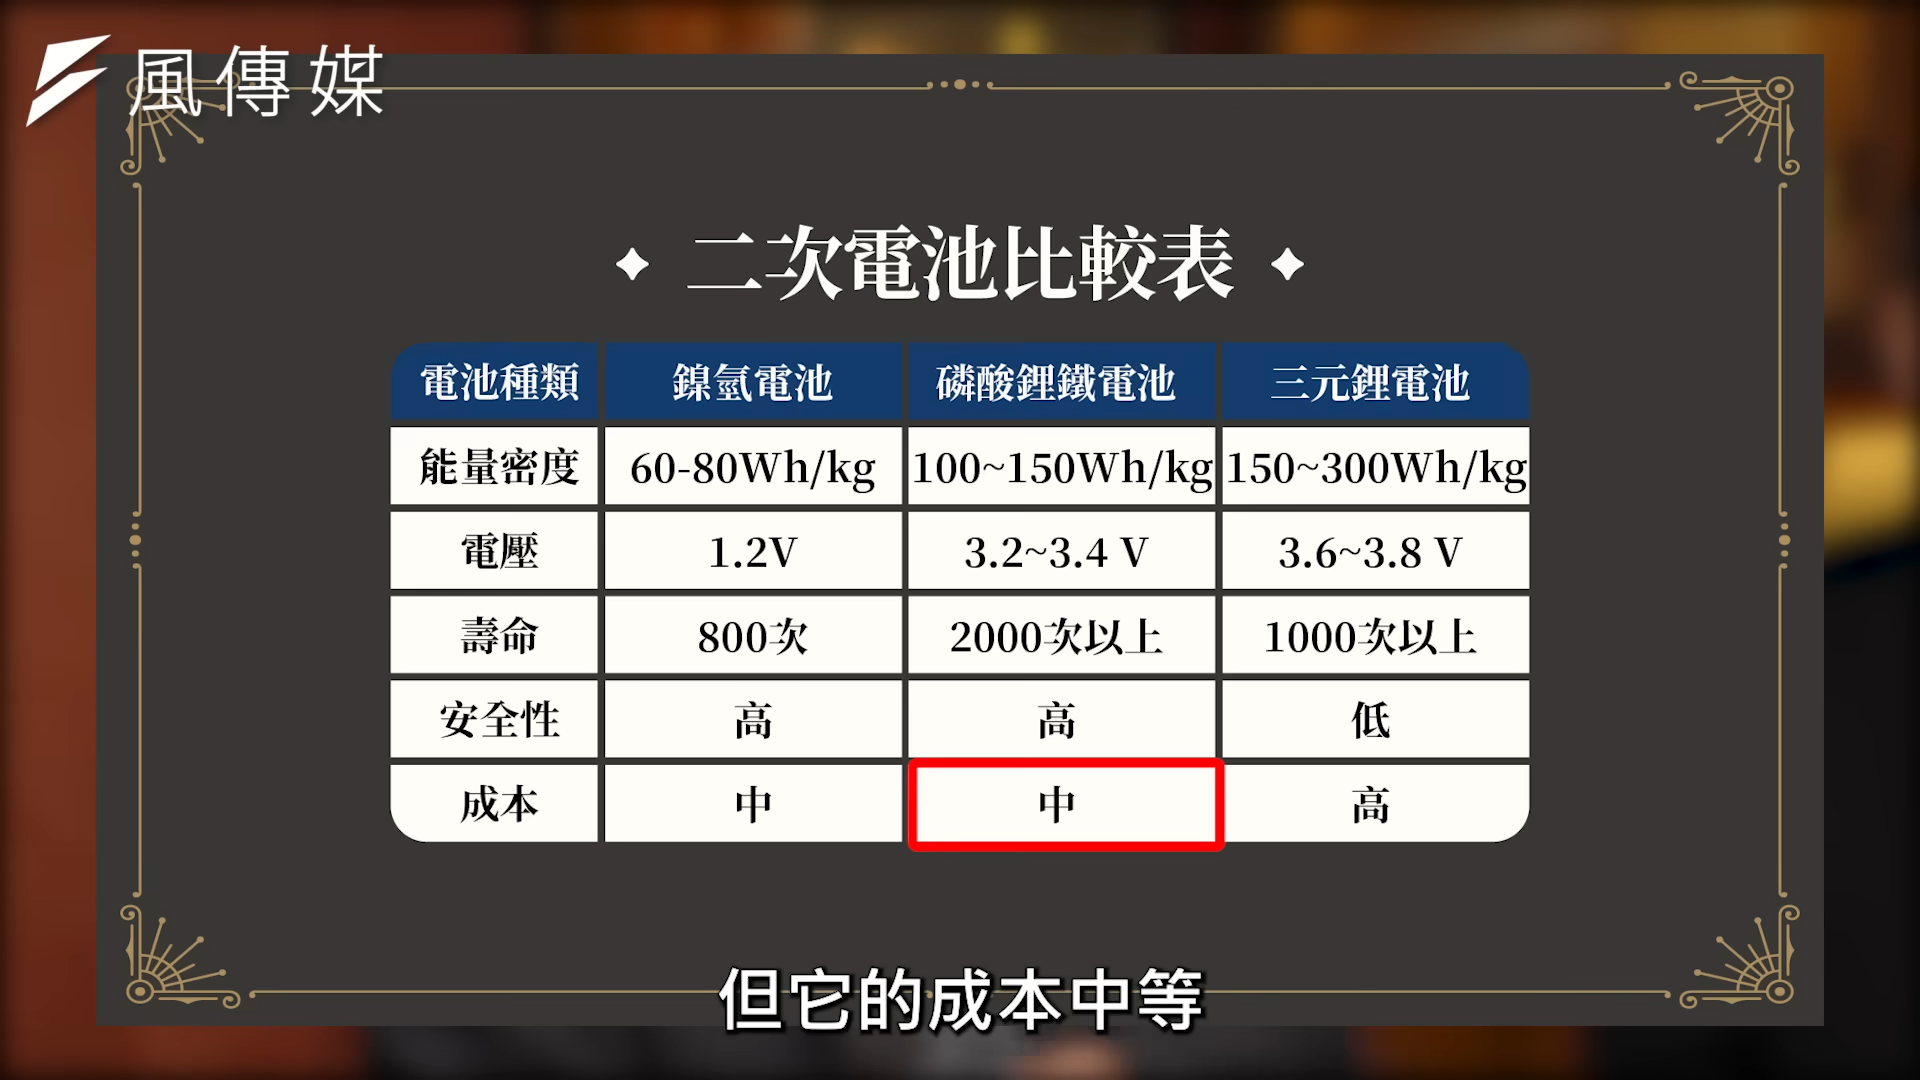 風傳媒
二次電池比較表
電池種類 鎳氫電池 磷酸鋰鐵電池 三元鋰電池
能量密度 60-80Wh/kg 100~150Wh/kg 150~300Wh/kg
電壓 1.2V 3.2~3.4 V 3.6~3.8 V
壽命 800次 2000次以上 1000次以上
安全性 高 高 低
成本 中 中 高
但它的成本中等